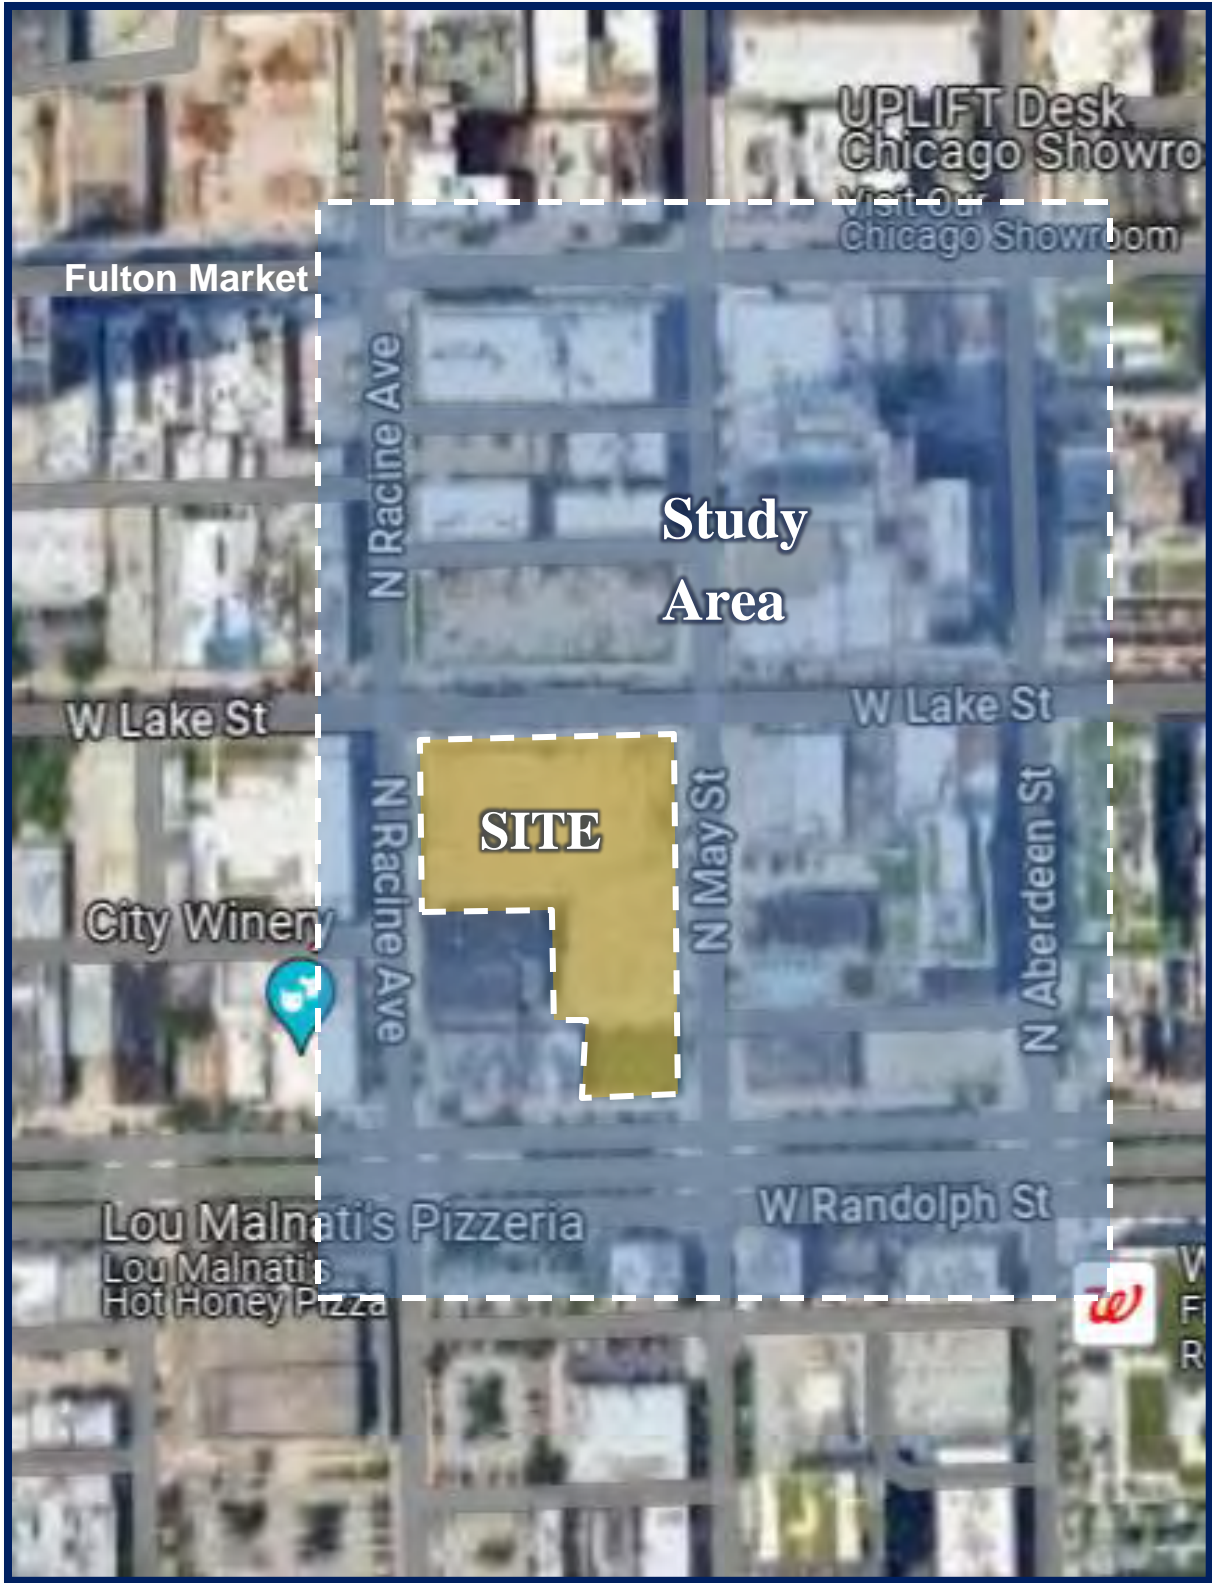 UPLIFT Desk
Chicago Showro
Visit Our
Chicago Showroom
Fulton Market
N Racine Ave
Study
Area
W Lake St
W Lake St
SITE
N Racine Ave
N May St
N Aberdeen St
City Winery
W Randolph St
Lou Malnati's Pizzeria
Lou Malnati's
Hot Honey Pizza
W
W
F
R